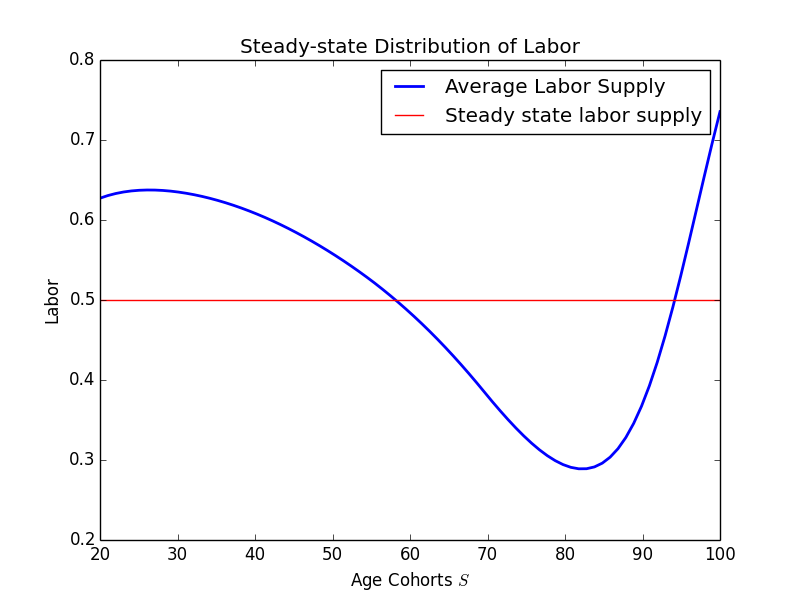 Steady-state Distribution of Labor
0.8
0.7
0.6
0.5
0.4
0.3
0.2
Labor
Average Labor Supply
Steady state labor supply
20 30 40 50 60 70 80 90 100
Age Cohorts S